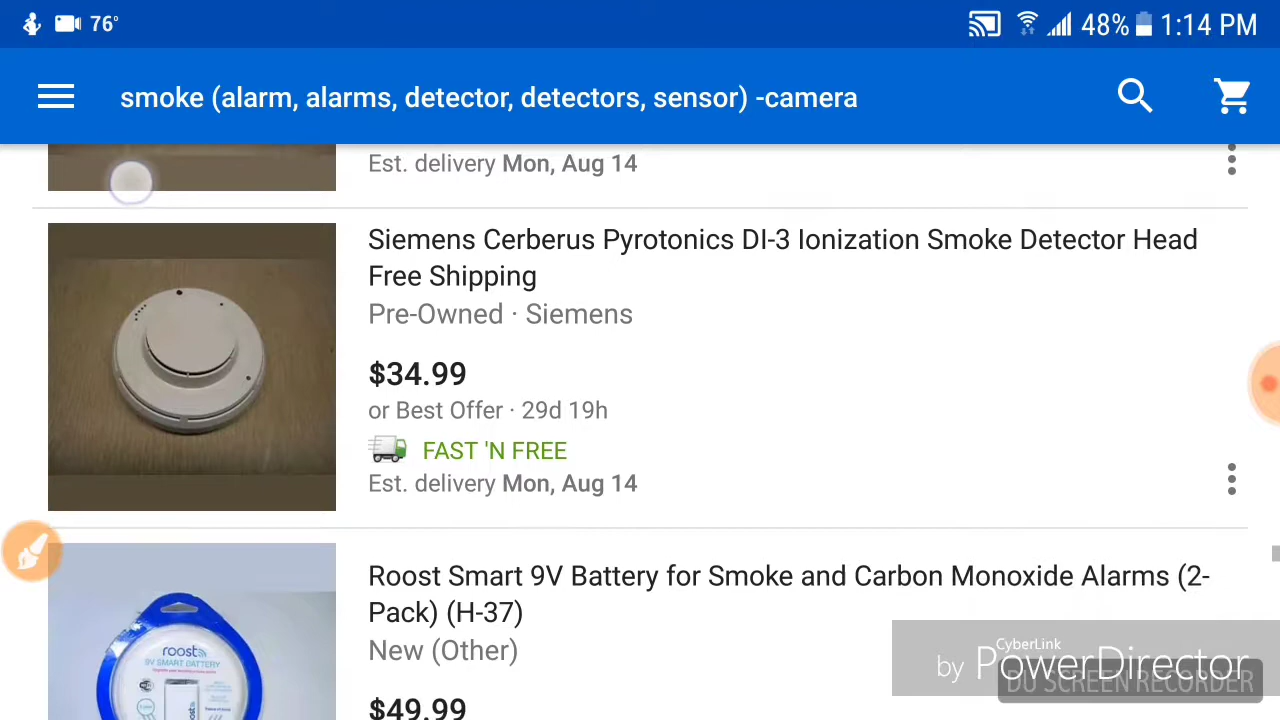 76°
48%
1:14 PM
smoke (alarm, alarms, detector, detectors, sensor) -camera
Est. delivery Mon, Aug 14
Siemens Cerberus Pyrotonics DI-3 Ionization Smoke Detector Head
Free Shipping
Pre-Owned · Siemens
$34.99
or Best Offer · 29d 19h
FAST 'N FREE
Est. delivery Mon, Aug 14
Roost Smart 9V Battery for Smoke and Carbon Monoxide Alarms (2-
Pack) (H-37)
New (Other)
$49.99
roost
9V SMART BATTERY
CyberLink
by PowerDirector
DU SCREEN RECORDER